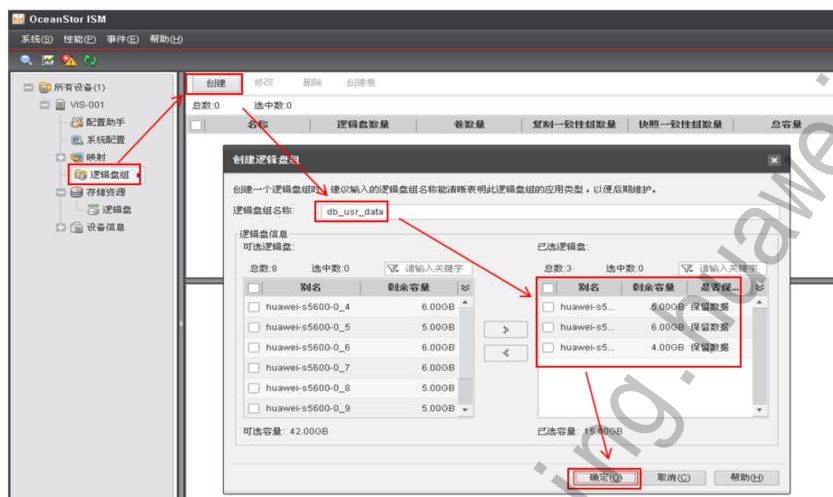 OceanStor ISM
系统(S) 性能(P) 事件(E) 帮助(H)
所有设备(1)
VIS-001
配置助手
系统配置
映射
逻辑盘组
存储资源
逻辑盘
设备信息
创建 修改 删除 创建卷
总数:0 选中数:0
名称 逻辑盘数量 卷数量 复制一致性组数量 快照一致性组数量 总容量
创建逻辑盘组
创建一个逻辑盘组时，建议输入的逻辑盘组名称能清晰表明此逻辑盘组的应用类型，以便后期维护。
逻辑盘组名称: db_usr_data
逻辑盘信息
可选逻辑盘: 已选逻辑盘:
总数:8 选中数:0 请输入关键字 总数:3 选中数:0 请输入关键字
别名 剩余容量 别名 剩余容量 是否保...
huawei-s5600-0_4 6.00GB huawei-s5... 5.00GB 保留数据
huawei-s5600-0_5 5.00GB huawei-s5... 6.00GB 保留数据
huawei-s5600-0_6 6.00GB huawei-s5... 4.00GB 保留数据
huawei-s5600-0_7 6.00GB
huawei-s5600-0_8 5.00GB
huawei-s5600-0_9 5.00GB
可选容量: 42.00GB 已选容量: 15.00GB
确定(O) 取消(C) 帮助(H)
ing.huawei